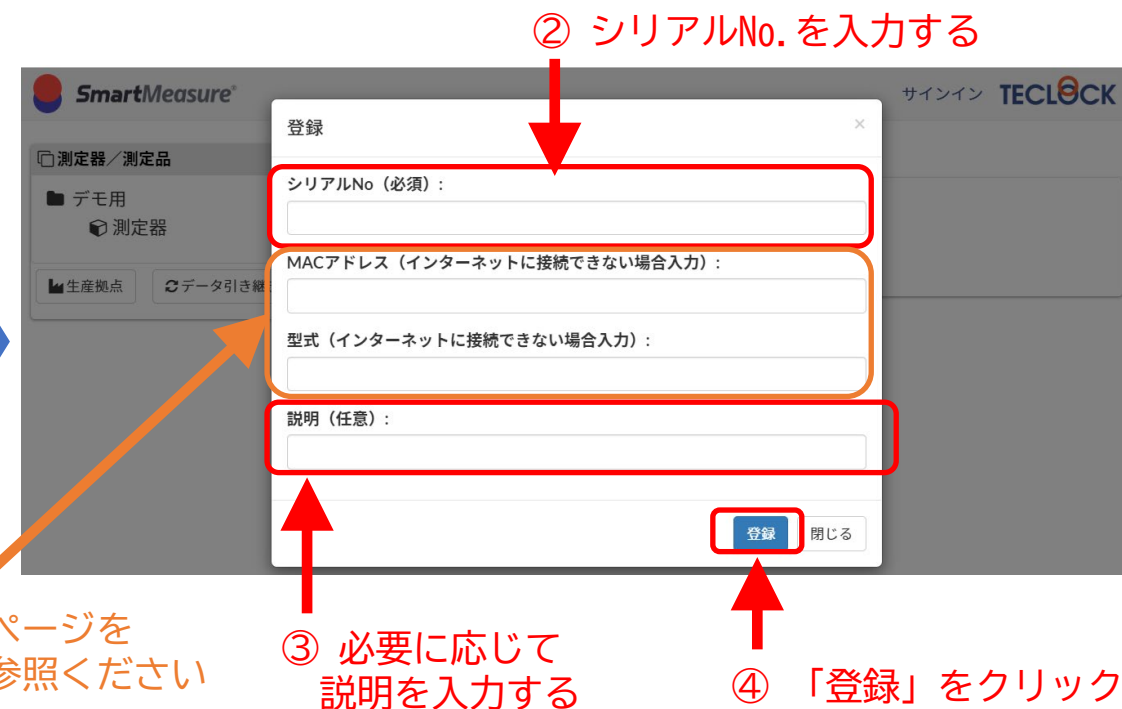 ② シリアルNo.を入力する
SmartMeasure®
サインイン TECLOCK
登録 ×
測定器／測定品
デモ用
測定器
生産拠点 データ引き継
シリアルNo（必須）:
MACアドレス（インターネットに接続できない場合入力）:
型式（インターネットに接続できない場合入力）:
説明（任意）:
登録 閉じる
ページを
参照ください
③ 必要に応じて
説明を入力する
④ 「登録」をクリック